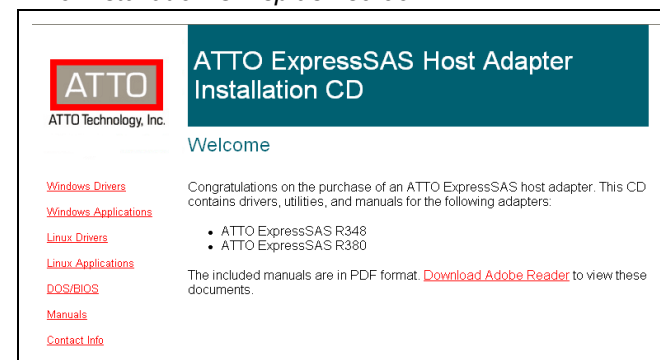 ATTO
ATTO Technology, Inc.
ATTO ExpressSAS Host Adapter
Installation CD
Welcome
Windows Drivers
Windows Applications
Linux Drivers
Linux Applications
DOS/BIOS
Manuals
Contact Info
Congratulations on the purchase of an ATTO ExpressSAS host adapter. This CD
contains drivers, utilities, and manuals for the following adapters:
• ATTO ExpressSAS R348
• ATTO ExpressSAS R380
The included manuals are in PDF format. Download Adobe Reader to view these
documents.